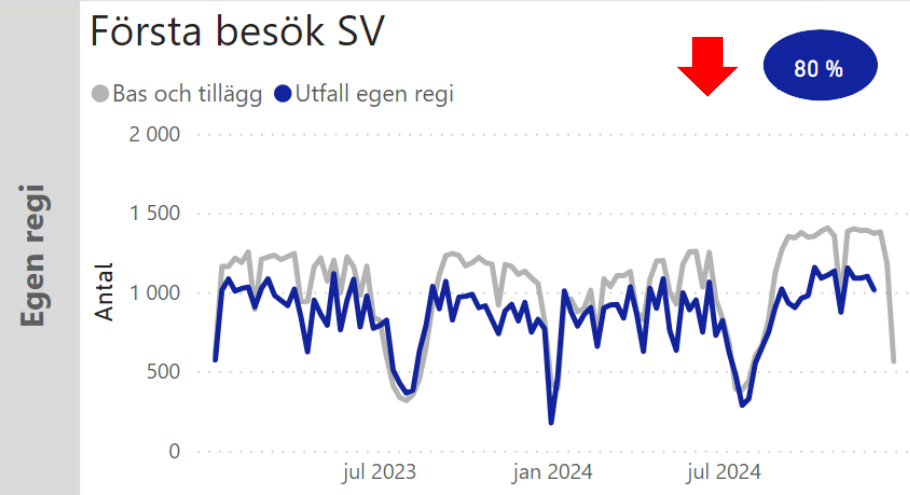 Första besök SV
80 %
Bas och tillägg Utfall egen regi
Egen regi
Antal
2 000
1 500
1 000
500
0
jul 2023 jan 2024 jul 2024